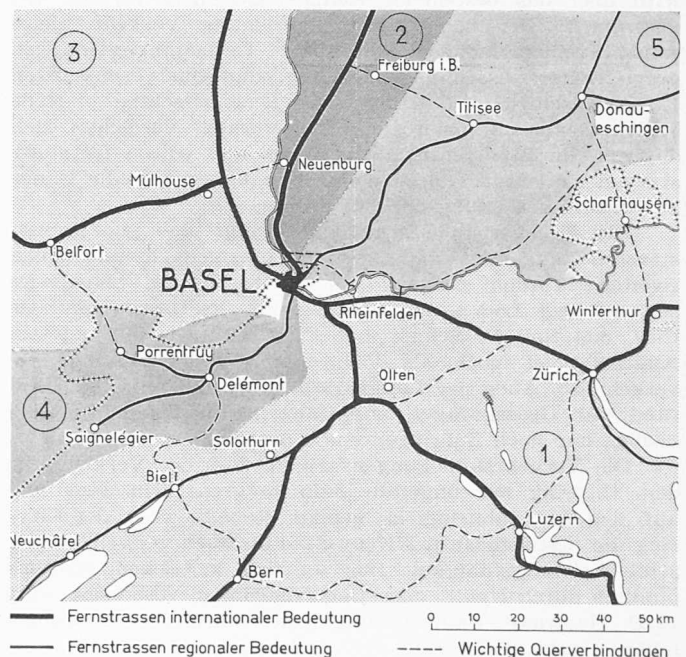 3
2
5
Freiburg i.B.
Titisee
Donau-
eschingen
Neuenburg
Mülhouse
Schaffhausen
Belfort
BASEL
Rheinfelden
Winterthur
Porrentruy
Delémont
Olten
Zürich
4
Saignelégier
Solothurn
1
Biel
Luzern
Neuchâtel
Bern
Fernstrassen internationaler Bedeutung
0 10 20 30 40 50 km
Fernstrassen regionaler Bedeutung
Wichtige Querverbindungen